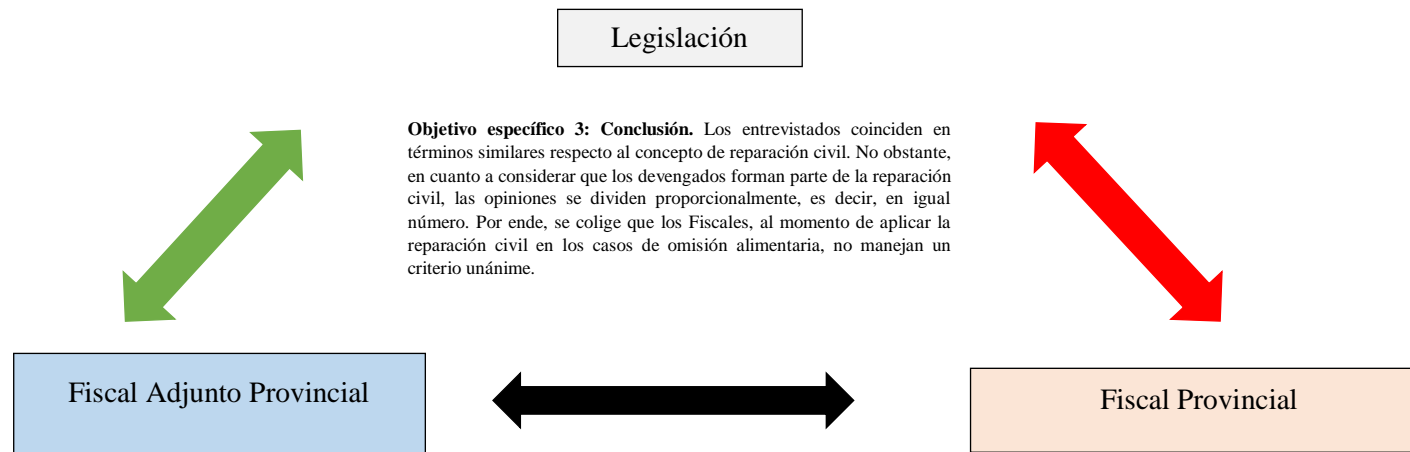 Legislación
Objetivo específico 3: Conclusión. Los entrevistados coinciden en
términos similares respecto al concepto de reparación civil. No obstante,
en cuanto a considerar que los devengados forman parte de la reparación
civil, las opiniones se dividen proporcionalmente, es decir, en igual
número. Por ende, se colige que los Fiscales, al momento de aplicar la
reparación civil en los casos de omisión alimentaria, no manejan un
criterio unánime.
Fiscal Adjunto Provincial
Fiscal Provincial